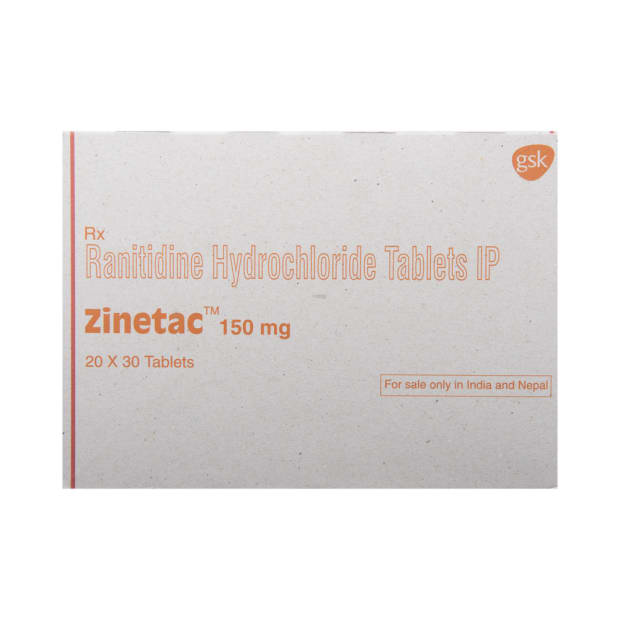 gsk
Rx
Ranitidine Hydrochloride Tablets IP
zinetac™ 150 mg
20 X 30 Tablets
For sale only in India and Nepal